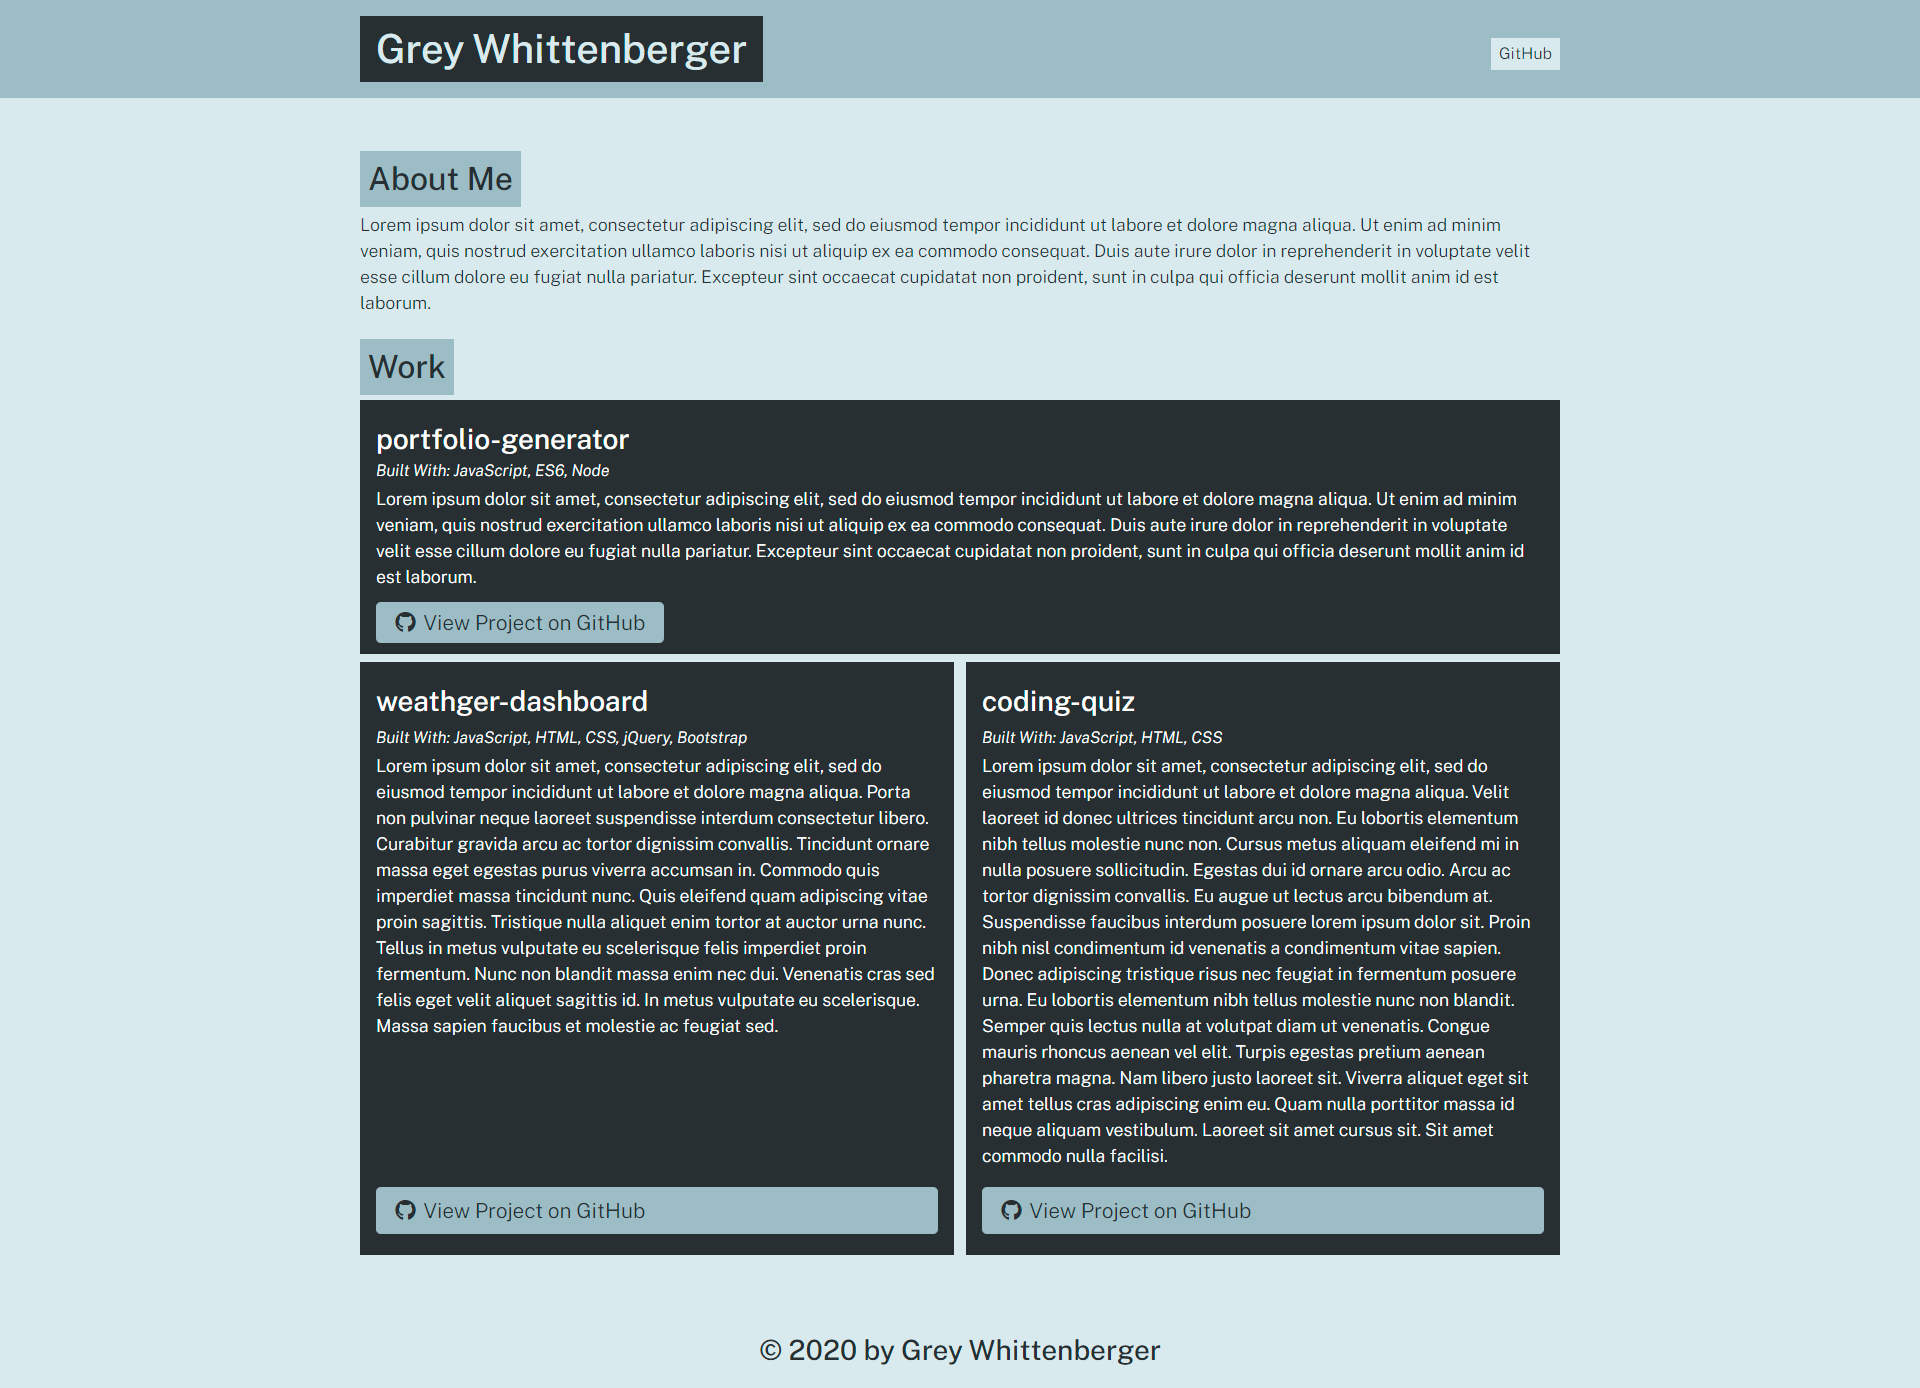 Grey Whittenberger
GitHub
About Me
Lorem ipsum dolor sit amet, consectetur adipiscing elit, sed do eiusmod tempor incididunt ut labore et dolore magna aliqua. Ut enim ad minim
veniam, quis nostrud exercitation ullamco laboris nisi ut aliquip ex ea commodo consequat. Duis aute irure dolor in reprehenderit in voluptate velit
esse cillum dolore eu fugiat nulla pariatur. Excepteur sint occaecat cupidatat non proident, sunt in culpa qui officia deserunt mollit anim id est
laborum.
Work
portfolio-generator
Built With: JavaScript, ES6, Node
Lorem ipsum dolor sit amet, consectetur adipiscing elit, sed do eiusmod tempor incididunt ut labore et dolore magna aliqua. Ut enim ad minim
veniam, quis nostrud exercitation ullamco laboris nisi ut aliquip ex ea commodo consequat. Duis aute irure dolor in reprehenderit in voluptate
velit esse cillum dolore eu fugiat nulla pariatur. Excepteur sint occaecat cupidatat non proident, sunt in culpa qui officia deserunt mollit anim id
est laborum.
View Project on GitHub
weathger-dashboard
Built With: JavaScript, HTML, CSS, jQuery, Bootstrap
Lorem ipsum dolor sit amet, consectetur adipiscing elit, sed do
eiusmod tempor incididunt ut labore et dolore magna aliqua. Porta
non pulvinar neque laoreet suspendisse interdum consectetur libero.
Curabitur gravida arcu ac tortor dignissim convallis. Tincidunt ornare
massa eget egestas purus viverra accumsan in. Commodo quis
imperdiet massa tincidunt nunc. Quis eleifend quam adipiscing vitae
proin sagittis. Tristique nulla aliquet enim tortor at auctor urna nunc.
Tellus in metus vulputate eu scelerisque felis imperdiet proin
fermentum. Nunc non blandit massa enim nec dui. Venenatis cras sed
felis eget velit aliquet sagittis id. In metus vulputate eu scelerisque.
Massa sapien faucibus et molestie ac feugiat sed.
View Project on GitHub
coding-quiz
Built With: JavaScript, HTML, CSS
Lorem ipsum dolor sit amet, consectetur adipiscing elit, sed do
eiusmod tempor incididunt ut labore et dolore magna aliqua. Velit
laoreet id donec ultrices tincidunt arcu non. Eu lobortis elementum
nibh tellus molestie nunc non. Cursus metus aliquam eleifend mi in
nulla posuere sollicitudin. Egestas dui id ornare arcu odio. Arcu ac
tortor dignissim convallis. Eu augue ut lectus arcu bibendum at.
Suspendisse faucibus interdum posuere lorem ipsum dolor sit. Proin
nibh nisl condimentum id venenatis a condimentum vitae sapien.
Donec adipiscing tristique risus nec feugiat in fermentum posuere
urna. Eu lobortis elementum nibh tellus molestie nunc non blandit.
Semper quis lectus nulla at volutpat diam ut venenatis. Congue
mauris rhoncus aenean vel elit. Turpis egestas pretium aenean
pharetra magna. Nam libero justo laoreet sit. Viverra aliquet eget sit
amet tellus cras adipiscing enim eu. Quam nulla porttitor massa id
neque aliquam vestibulum. Laoreet sit amet cursus sit. Sit amet
commodo nulla facilisi.
View Project on GitHub
© 2020 by Grey Whittenberger